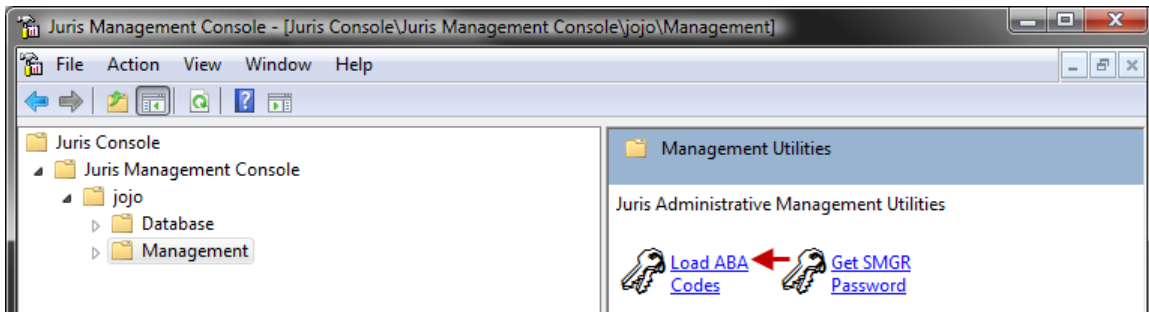 Juris Management Console - [Juris Console\Juris Management Console\jojo\Management]
File Action View Window Help
Juris Console
Juris Management Console
jojo
Database
Management
Management Utilities
Juris Administrative Management Utilities
Load ABA
Codes
Get SMGR
Password